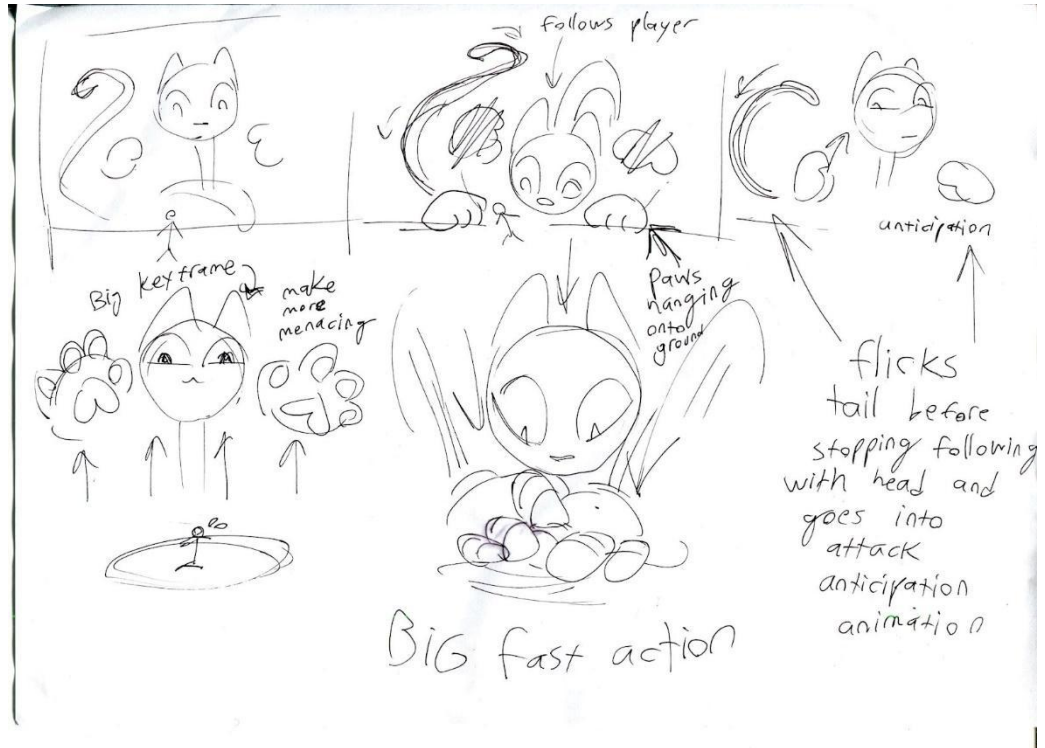 follows player
anticipation
Big keyframe
make
more
menacing
Paws
hanging
onto
ground
flicks
tail before
stopping following
with head and
goes into
attack
anticipation
animation
BiG fast action